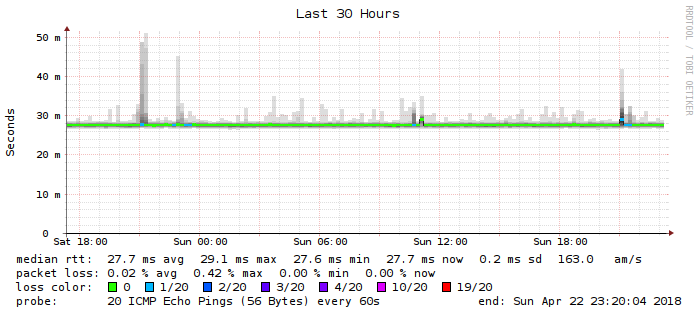 Last 30 Hours
RRDTOOL / TOBI OETIKER
Seconds
50 m
40 m
30 m
20 m
10 m
0
Sat 18:00 Sun 00:00 Sun 06:00 Sun 12:00 Sun 18:00
median rtt: 27.7 ms avg 29.1 ms max 27.6 ms min 27.7 ms now 0.2 ms sd 163.0 am/s
packet loss: 0.02 % avg 0.42 % max 0.00 % min 0.00 % now
loss color: 0 1/20 2/20 3/20 4/20 10/20 19/20
probe: 20 ICMP Echo Pings (56 Bytes) every 60s end: Sun Apr 22 23:20:04 2018